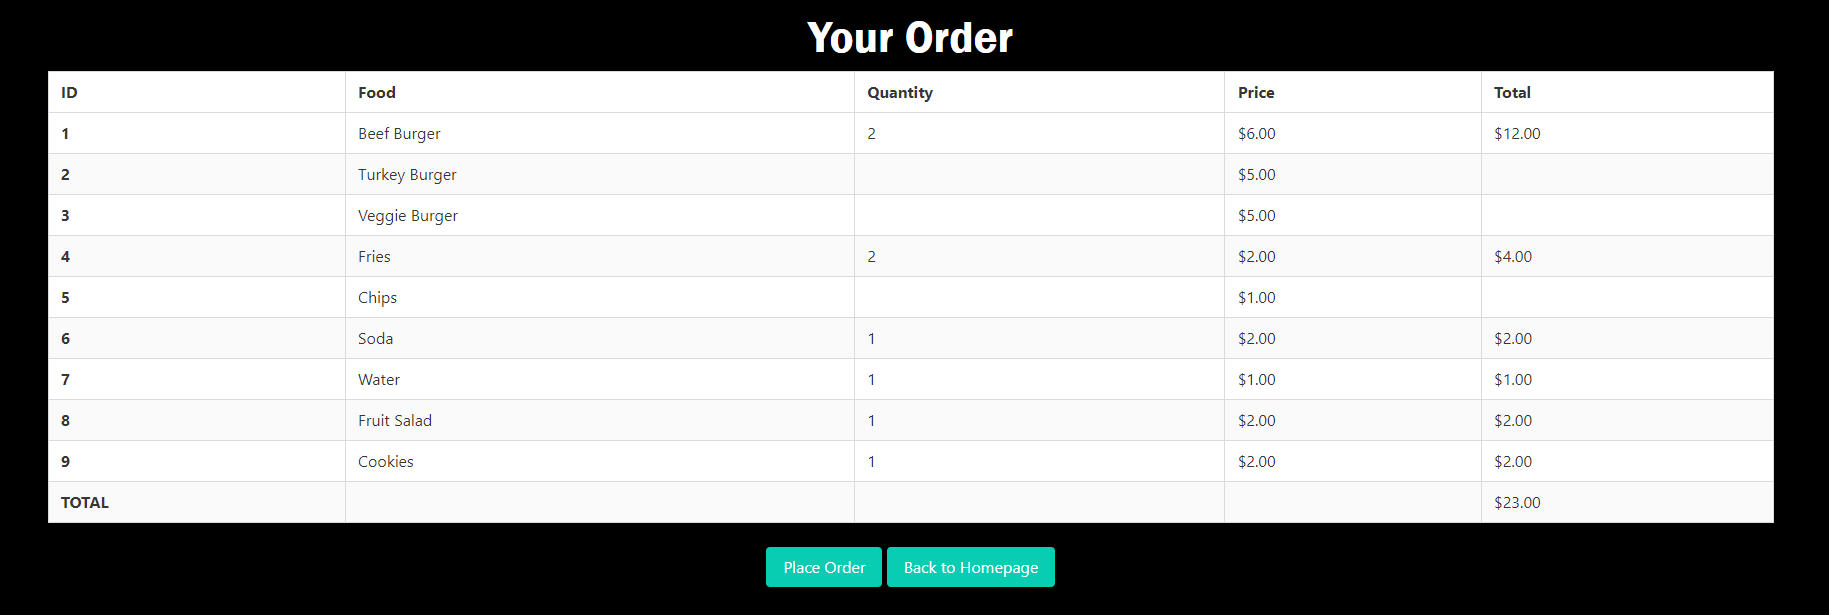 Your Order
ID Food Quantity Price Total
1 Beef Burger 2 $6.00 $12.00
2 Turkey Burger $5.00
3 Veggie Burger $5.00
4 Fries 2 $2.00 $4.00
5 Chips $1.00
6 Soda 1 $2.00 $2.00
7 Water 1 $1.00 $1.00
8 Fruit Salad 1 $2.00 $2.00
9 Cookies 1 $2.00 $2.00
TOTAL $23.00
Place Order Back to Homepage